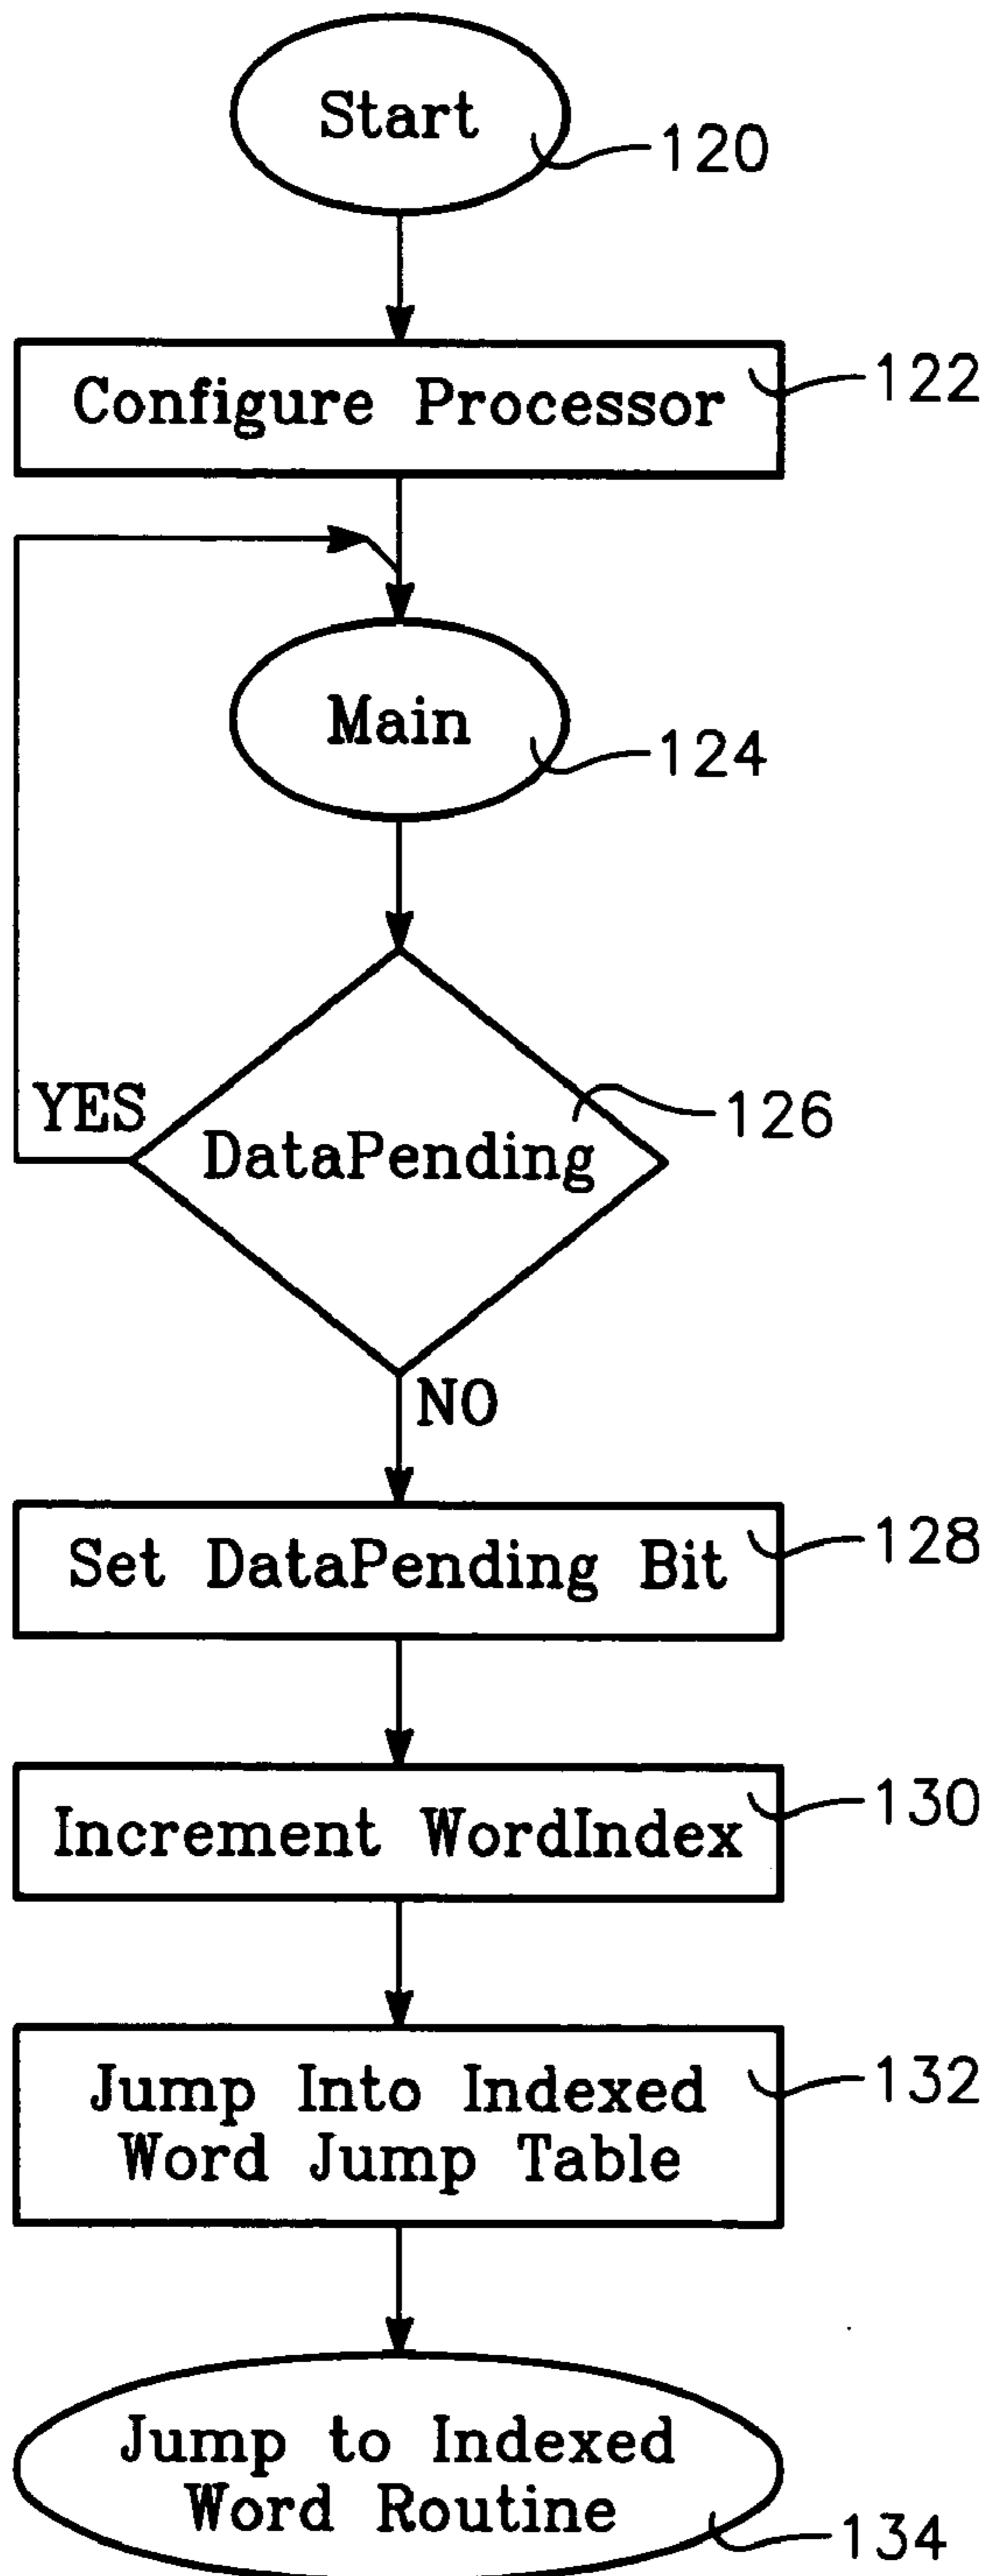 Start
120
Configure Processor
122
Main
124
YES
DataPending
126
NO
Set DataPending Bit
128
Increment WordIndex
130
Jump Into Indexed
Word Jump Table
132
Jump to Indexed
Word Routine
134